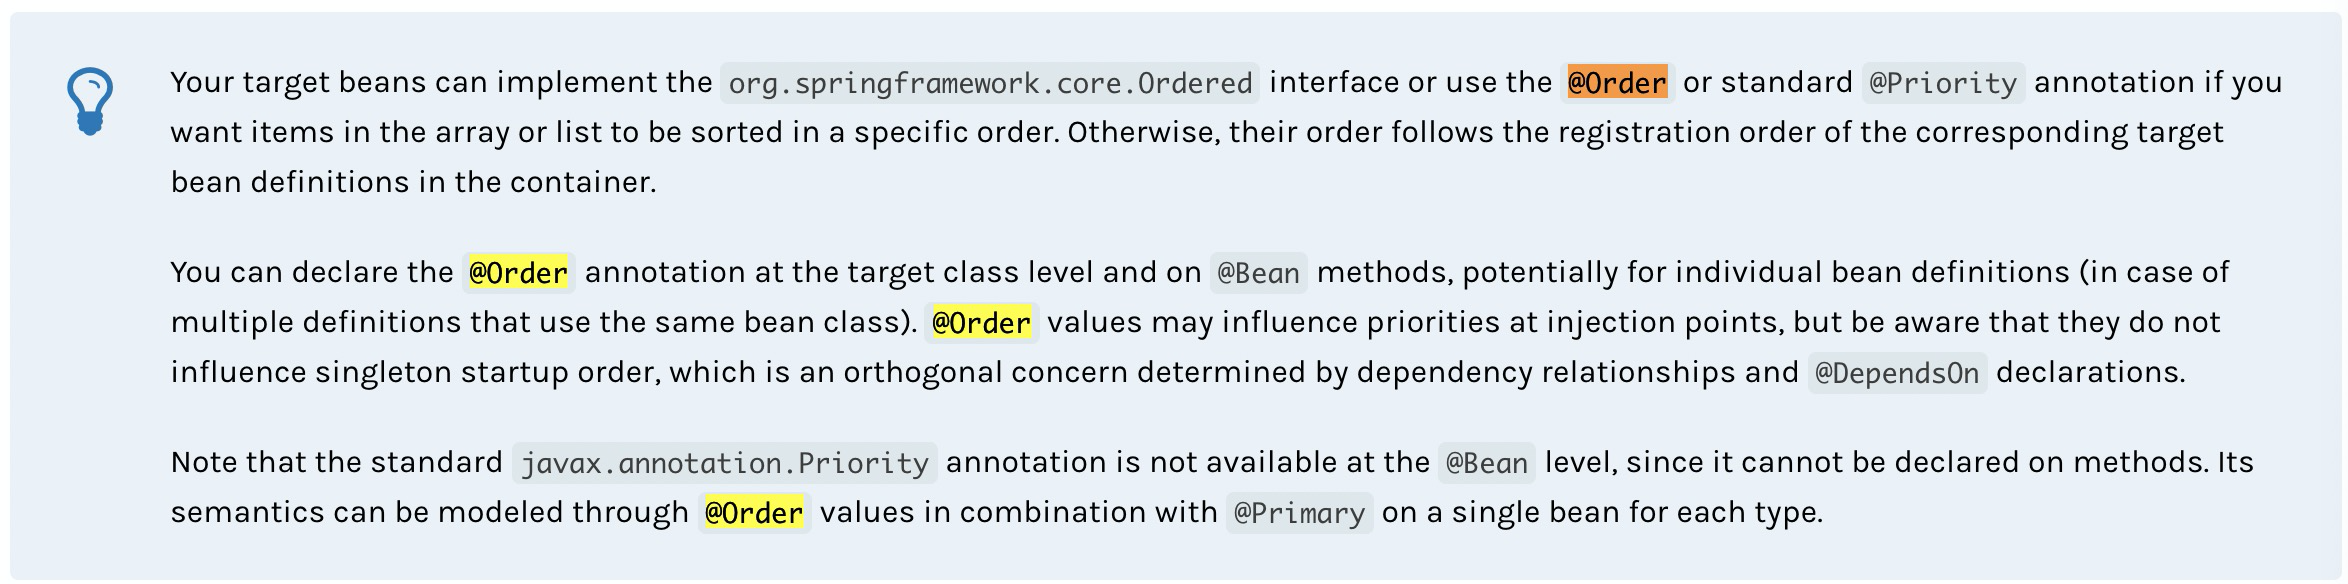 Your target beans can implement the org.springframework.core.Ordered interface or use the @Order or standard @Priority annotation if you
want items in the array or list to be sorted in a specific order. Otherwise, their order follows the registration order of the corresponding target
bean definitions in the container.
You can declare the @Order annotation at the target class level and on @Bean methods, potentially for individual bean definitions (in case of
multiple definitions that use the same bean class). @Order values may influence priorities at injection points, but be aware that they do not
influence singleton startup order, which is an orthogonal concern determined by dependency relationships and @DependsOn declarations.
Note that the standard javax.annotation.Priority annotation is not available at the @Bean level, since it cannot be declared on methods. Its
semantics can be modeled through @Order values in combination with @Primary on a single bean for each type.